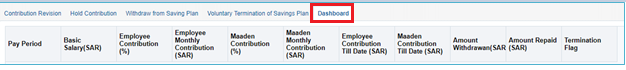 Contribution Revision Hold Contribution Withdraw from Saving Plan Voluntary Termination of Savings Plan Dashboard
Pay Period Basic Salary(SAR) Employee Contribution (%) Employee Monthly Contribution (SAR) Maaden Contribution (%) Maaden Monthly Contribution (SAR) Employee Contribution Till Date (SAR) Maaden Contribution Till Date (SAR) Amount Withdrawan(SAR) Amount Repaid (SAR) Termination Flag